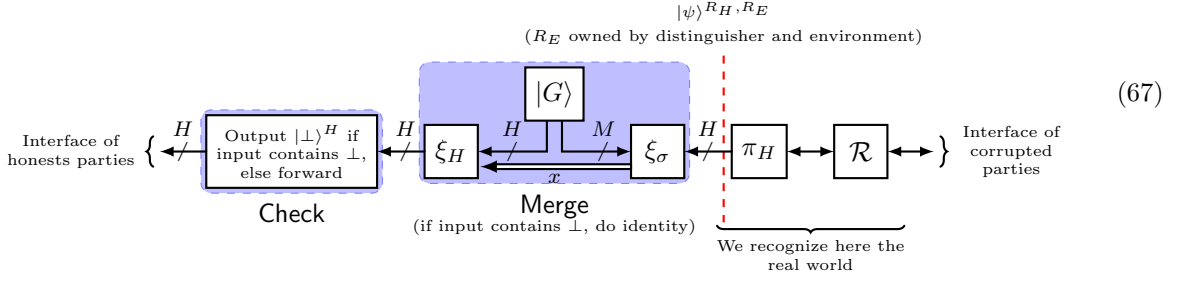 |ψ⟩^{R_H, R_E}
(R_E owned by distinguisher and environment)
(67)
|G⟩
Interface of
honests parties
H
Output |⊥⟩^H if
input contains ⊥,
else forward
H
ξ_H
H
M
ξ_σ
x
H
π_H
ℛ
Interface of
corrupted
parties
Check
Merge
(if input contains ⊥, do identity)
We recognize here the
real world